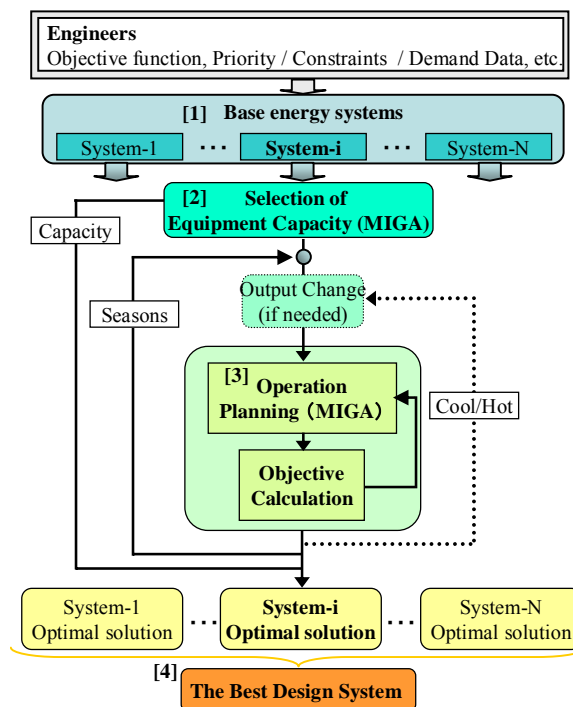 Engineers
Objective function, Priority / Constraints / Demand Data, etc.
[1] Base energy systems
System-1 ··· System-i ··· System-N
[2] Selection of
Equipment Capacity (MIGA)
Capacity
Seasons
Output Change
(if needed)
[3] Operation
Planning (MIGA)
Cool/Hot
Objective
Calculation
System-1
Optimal solution
···
System-i
Optimal solution
···
System-N
Optimal solution
[4] The Best Design System